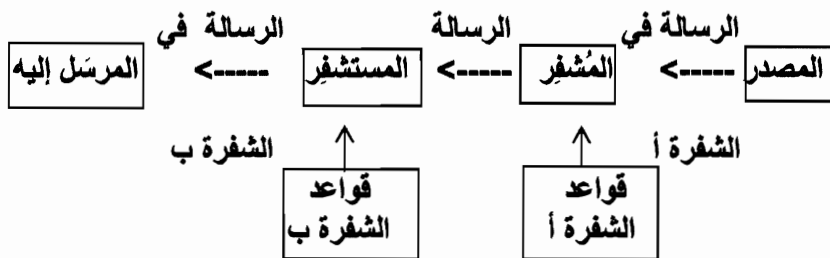 الرسالة في الرسالة الرسالة في
المصدر -----> المُشفِر -----> المستشفِر -----> المرسَل إليه
الشفرة أ الشفرة ب
قواعد قواعد
الشفرة أ الشفرة ب